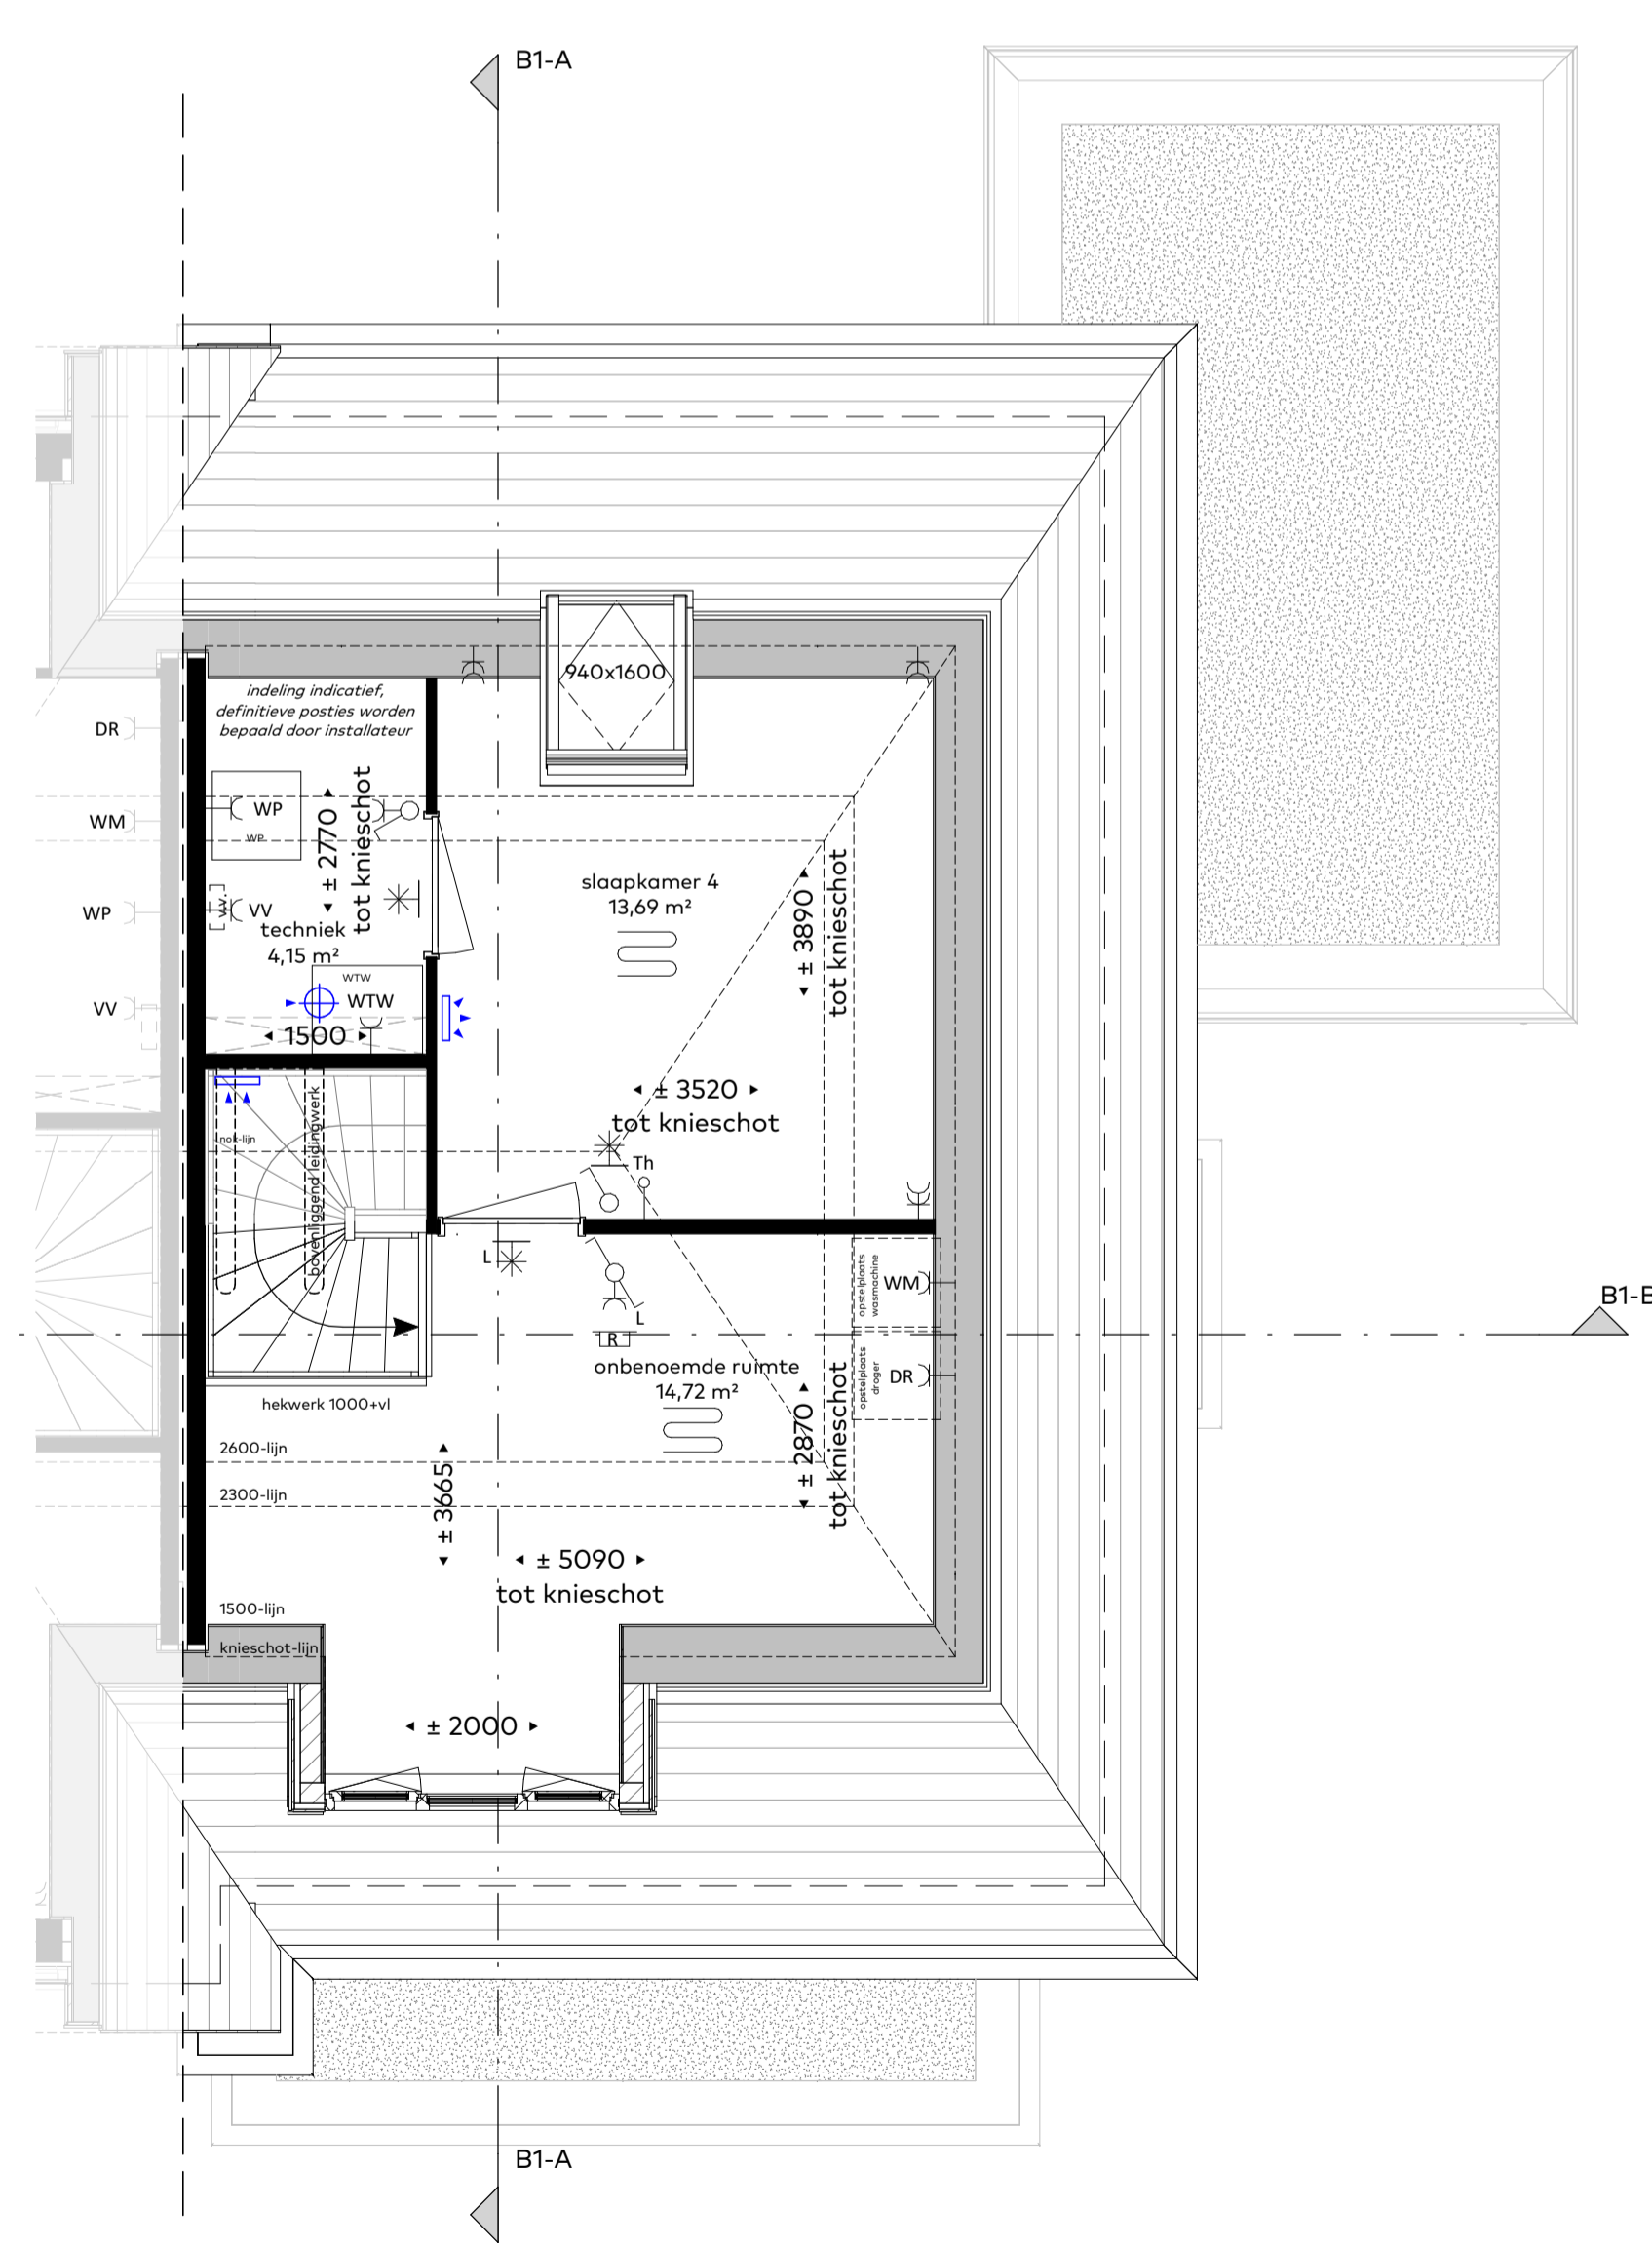 B1-A
940x1600
indeling indicatief,
definitieve posties worden
bepaald door installateur
DR
WM
WP
VV
WP
WP
± 2770
tot knieschot
V.V.
VV
techniek
4,15 m²
WTW
WTW
1500
slaapkamer 4
13,69 m²
± 3890
tot knieschot
± 3520
tot knieschot
nok-lijn
bovenliggend leidingwerk
Th
L
L
R
opstelplaats
wasmachine
WM
B1-B
opstelplaats
droger
DR
onbenoemde ruimte
14,72 m²
± 2870
tot knieschot
hekwerk 1000+vl
2600-lijn
2300-lijn
± 3665
± 5090
tot knieschot
1500-lijn
knieschot-lijn
± 2000
B1-A